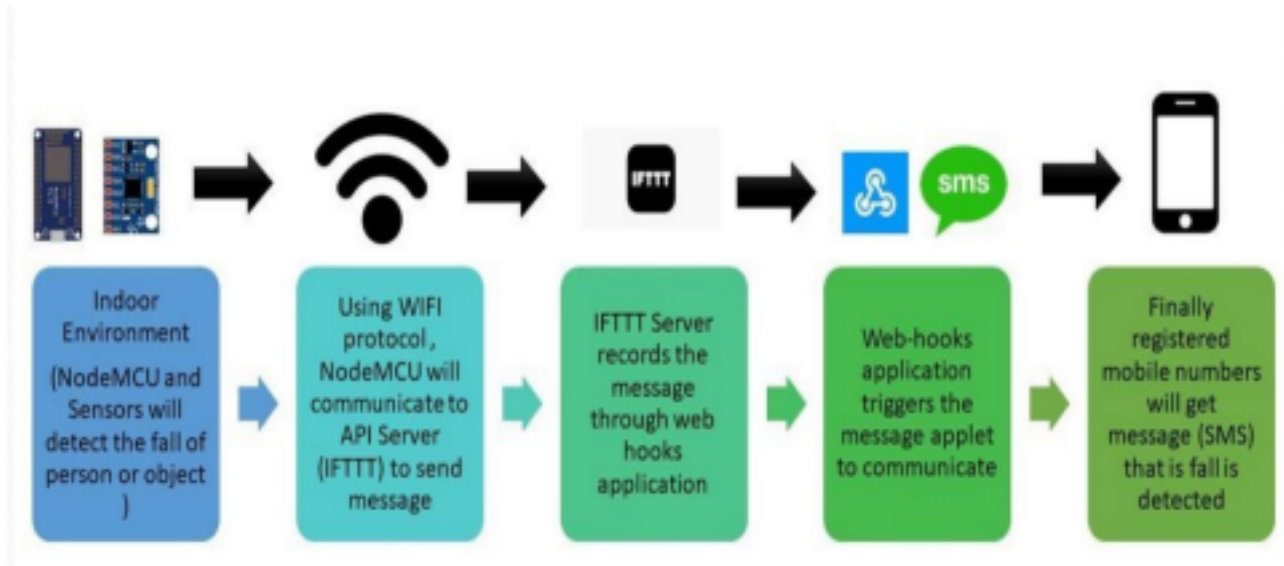 IFTTT
sms
Indoor
Environment
(NodeMCU and
Sensors will
detect the fall of
person or object
)
Using WIFI
protocol ,
NodeMCU will
communicate to
API Server
(IFTTT) to send
message
IFTTT Server
records the
message
through web
hooks
application
Web-hooks
application
triggers the
message applet
to communicate
Finally
registered
mobile numbers
will get
message (SMS)
that is fall is
detected